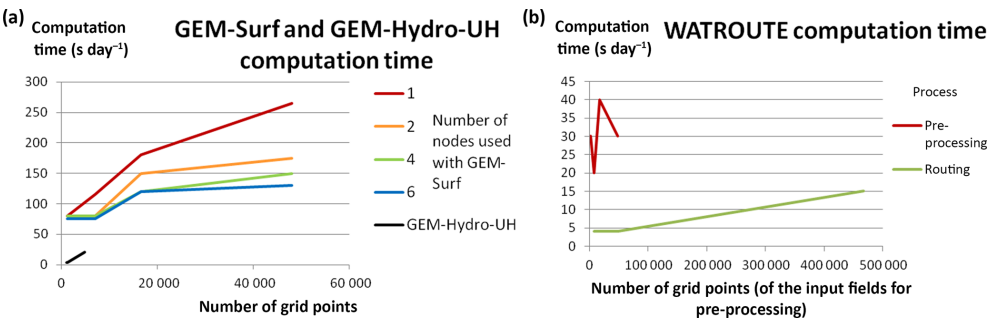 (a)
Computation
time (s day⁻¹)
GEM-Surf and GEM-Hydro-UH
computation time
300
250
200
150
100
50
0
0
20 000
40 000
60 000
Number of grid points
1
2
4
6
Number of
nodes used
with GEM-
Surf
GEM-Hydro-UH
(b)
Computation
time (s day⁻¹)
WATROUTE computation time
45
40
35
30
25
20
15
10
5
0
0
100 000
200 000
300 000
400 000
500 000
Number of grid points (of the input fields for
pre-processing)
Process
Pre-
processing
Routing